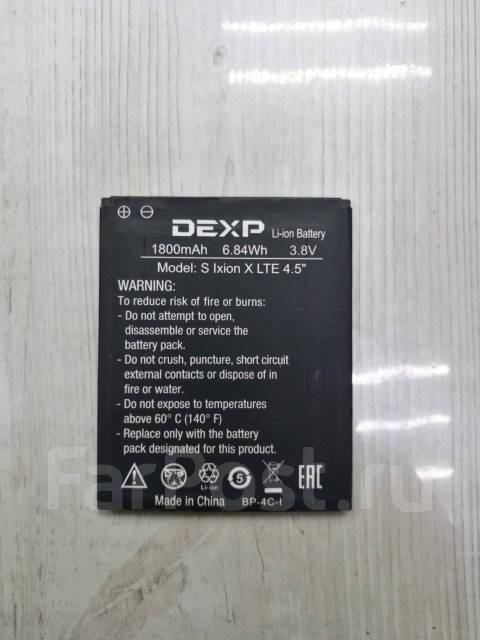 DEXP Li-ion Battery
1800mAh 6.84Wh 3.8V
Model: S Ixion X LTE 4.5"
WARNING:
To reduce risk of fire or burns:
- Do not attempt to open,
disassemble or service the
battery pack.
- Do not crush, puncture, short circuit
external contacts or dispose of in
fire or water.
- Do not expose to temperatures
above 60° C (140° F)
- Replace only with the battery
pack designated for this product.
Li-ion 5 EAC
Made in China BP-4C-I
FarPost.ru